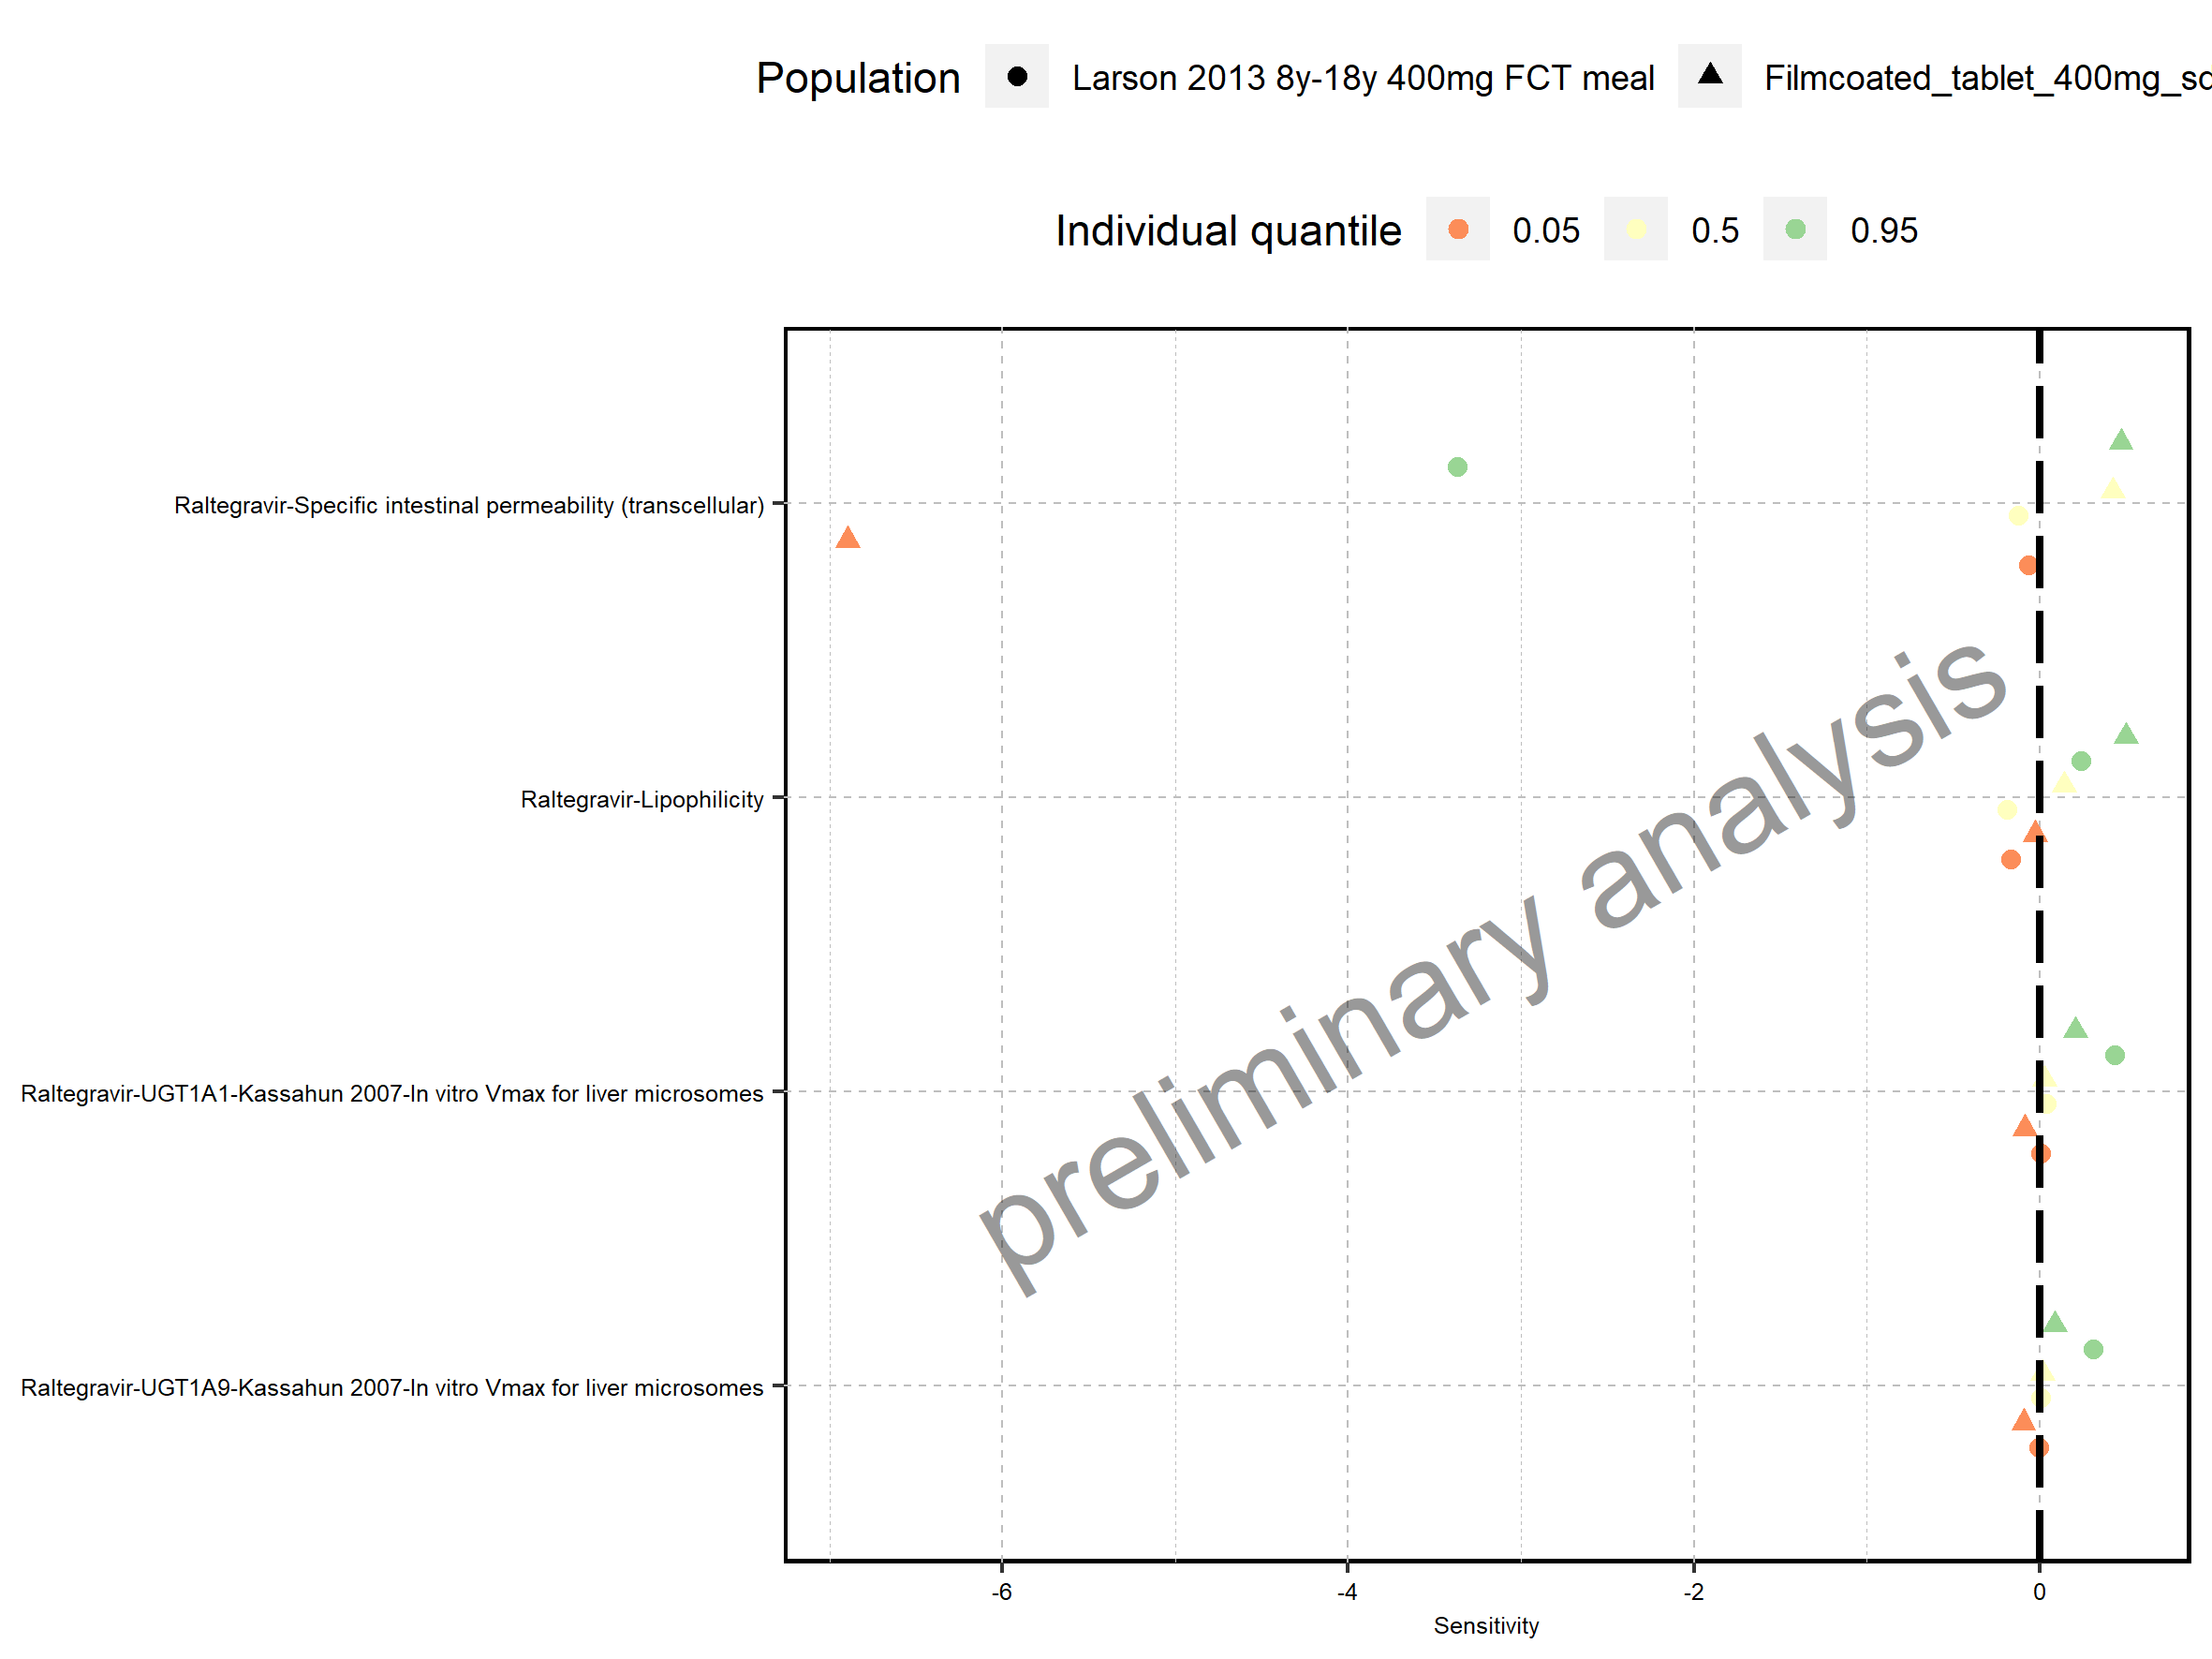 Population Larson 2013 8y-18y 400mg FCT meal Filmcoated_tablet_400mg_sd
Individual quantile 0.05 0.5 0.95
Raltegravir-Specific intestinal permeability (transcellular)
Raltegravir-Lipophilicity
Raltegravir-UGT1A1-Kassahun 2007-In vitro Vmax for liver microsomes
Raltegravir-UGT1A9-Kassahun 2007-In vitro Vmax for liver microsomes
preliminary analysis
-6 -4 -2 0
Sensitivity